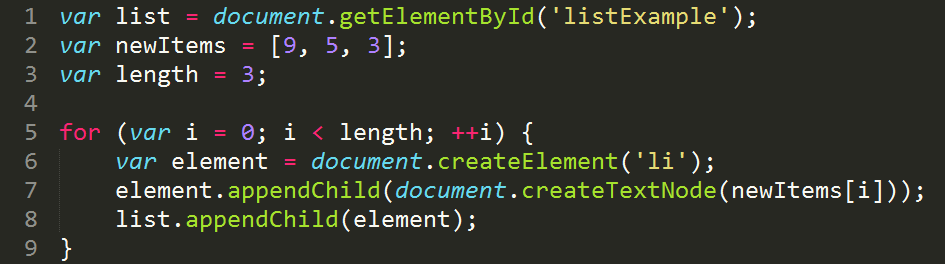 1 var list = document.getElementById('listExample');
2 var newItems = [9, 5, 3];
3 var length = 3;
4
5 for (var i = 0; i < length; ++i) {
6     var element = document.createElement('li');
7     element.appendChild(document.createTextNode(newItems[i]));
8     list.appendChild(element);
9 }